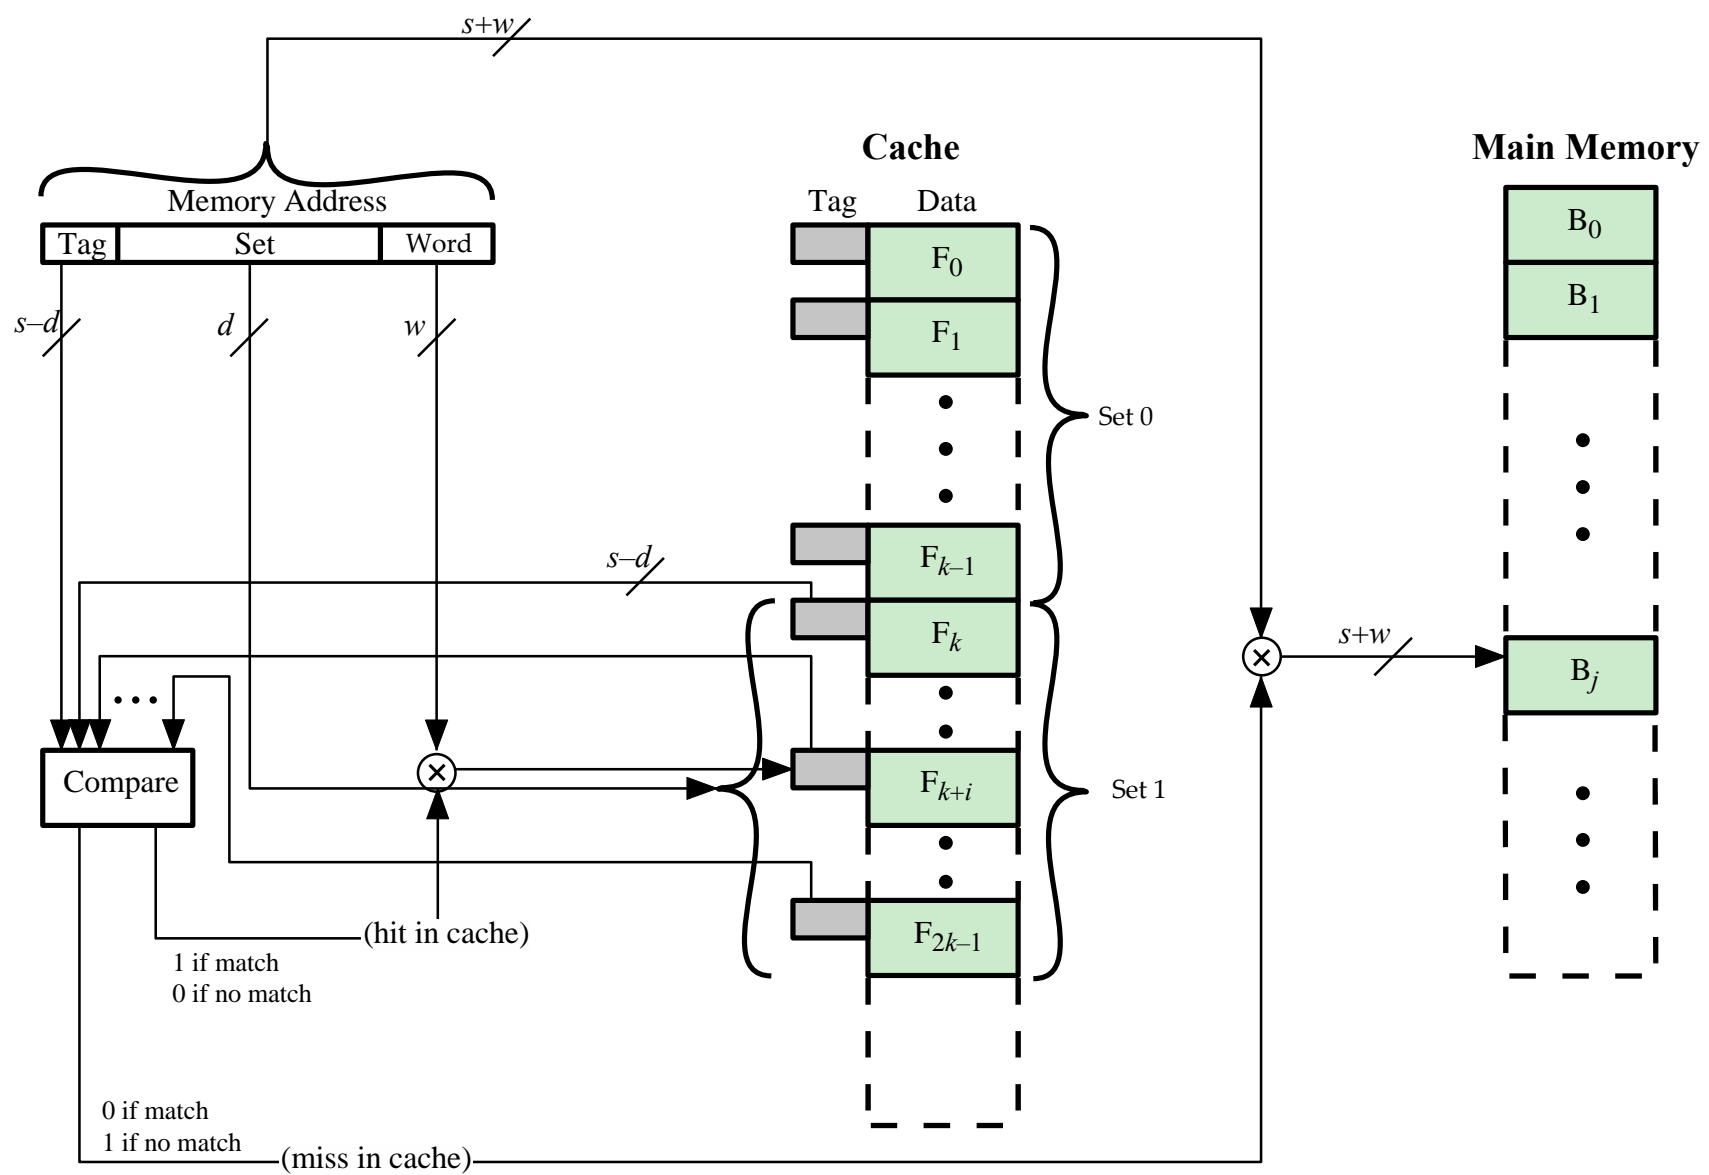 s+w
Cache
Main Memory
Memory Address
Tag Data
Tag Set Word
F0
B0
F1
B1
s–d d w
Set 0
s–d
Fk–1
Fk
s+w
Bj
Compare
Fk+i
Set 1
F2k–1
(hit in cache)
1 if match
0 if no match
0 if match
1 if no match
(miss in cache)